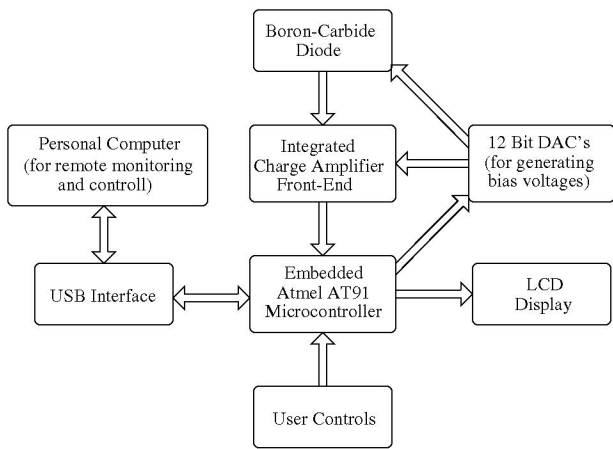 Boron-Carbide
Diode
Personal Computer
(for remote monitoring
and controll)
Integrated
Charge Amplifier
Front-End
12 Bit DAC's
(for generating
bias voltages)
USB Interface
Embedded
Atmel AT91
Microcontroller
LCD
Display
User Controls